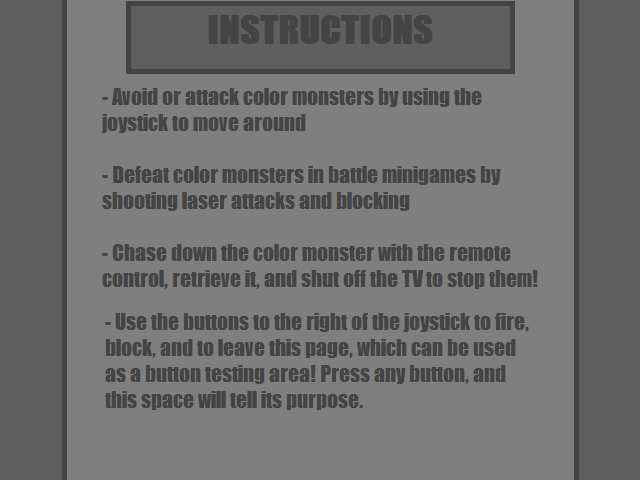 INSTRUCTIONS
- Avoid or attack color monsters by using the
joystick to move around
- Defeat color monsters in battle minigames by
shooting laser attacks and blocking
- Chase down the color monster with the remote
control, retrieve it, and shut off the TV to stop them!
- Use the buttons to the right of the joystick to fire,
block, and to leave this page, which can be used
as a button testing area! Press any button, and
this space will tell its purpose.